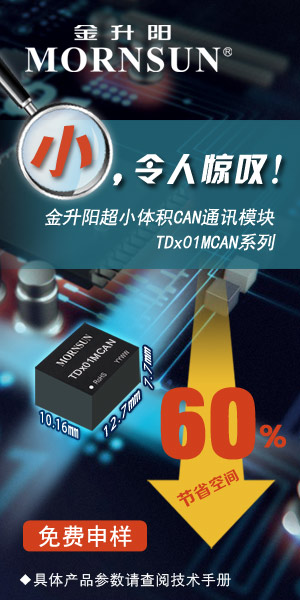 金升阳
MORNSUN®
小，令人惊叹！
金升阳超小体积CAN通讯模块
TDx01MCAN系列
MORNSUN
TDx01MCAN
RoHS
YYWW
10.16mm
12.7mm
7.7mm
60%
节省空间
免费申样
◆具体产品参数请查阅技术手册